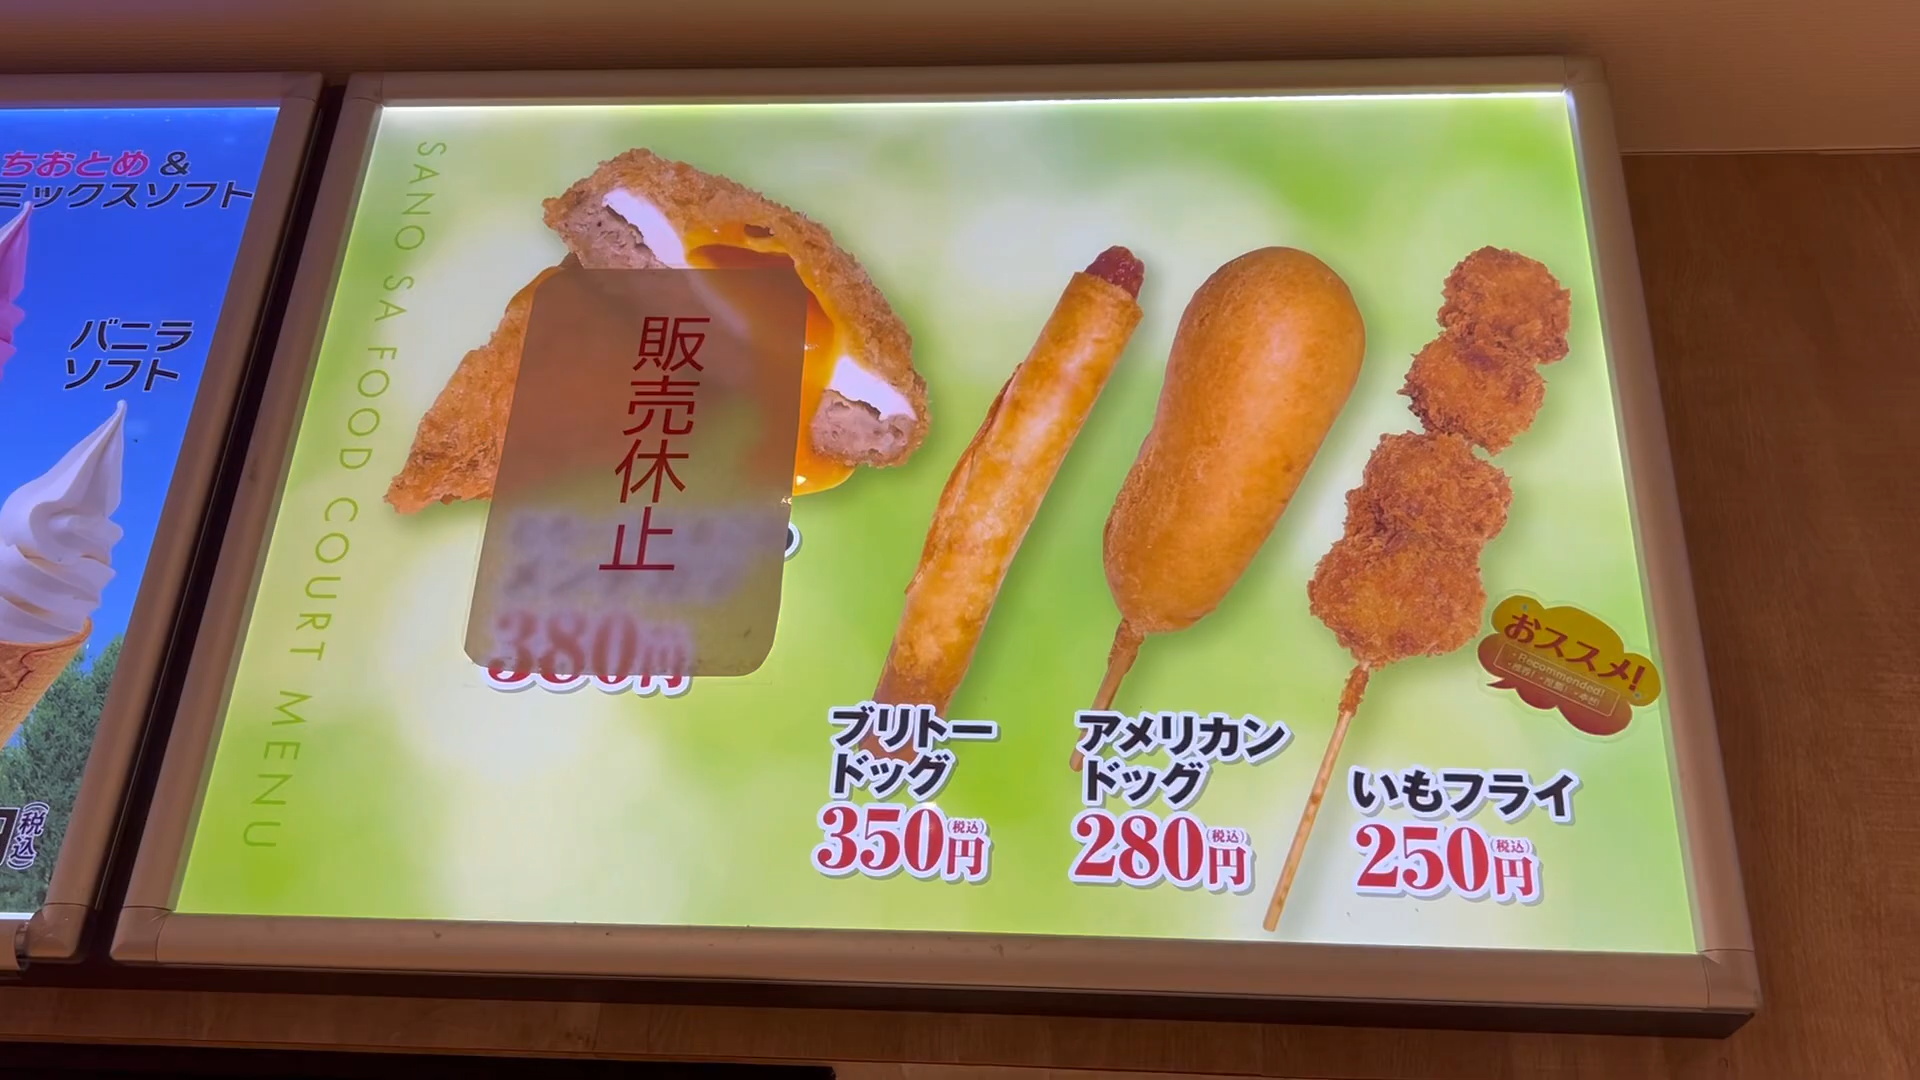 ちおとめ &
ミックスソフト
バニラ
ソフト
(税込)
SANO SA FOOD COURT MENU
販売休止
380円
ブリトー
ドッグ
350円(税込)
アメリカン
ドッグ
280円(税込)
いもフライ
250円(税込)
おススメ!
Recommended!